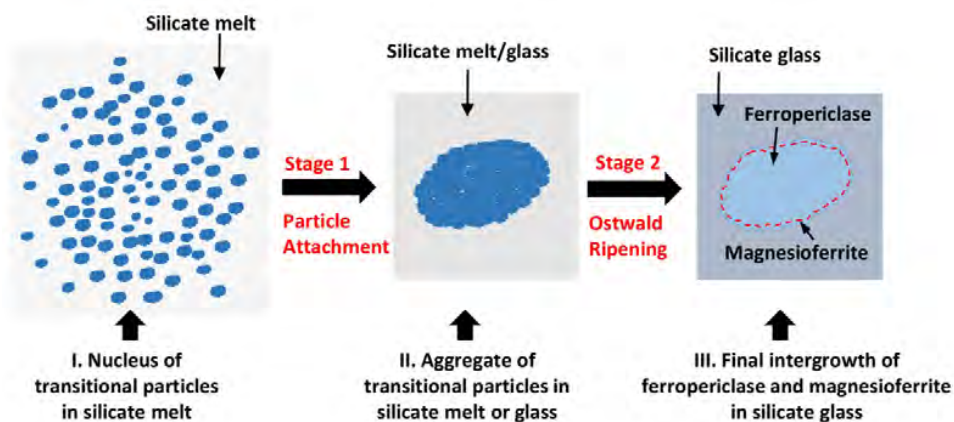 Silicate melt
Silicate melt/glass
Silicate glass
Ferropericlase
Stage 1
Stage 2
Particle
Attachment
Ostwald
Ripening
Magnesioferrite
I. Nucleus of
transitional particles
in silicate melt
II. Aggregate of
transitional particles in
silicate melt or glass
III. Final intergrowth of
ferropericlase and magnesioferrite
in silicate glass